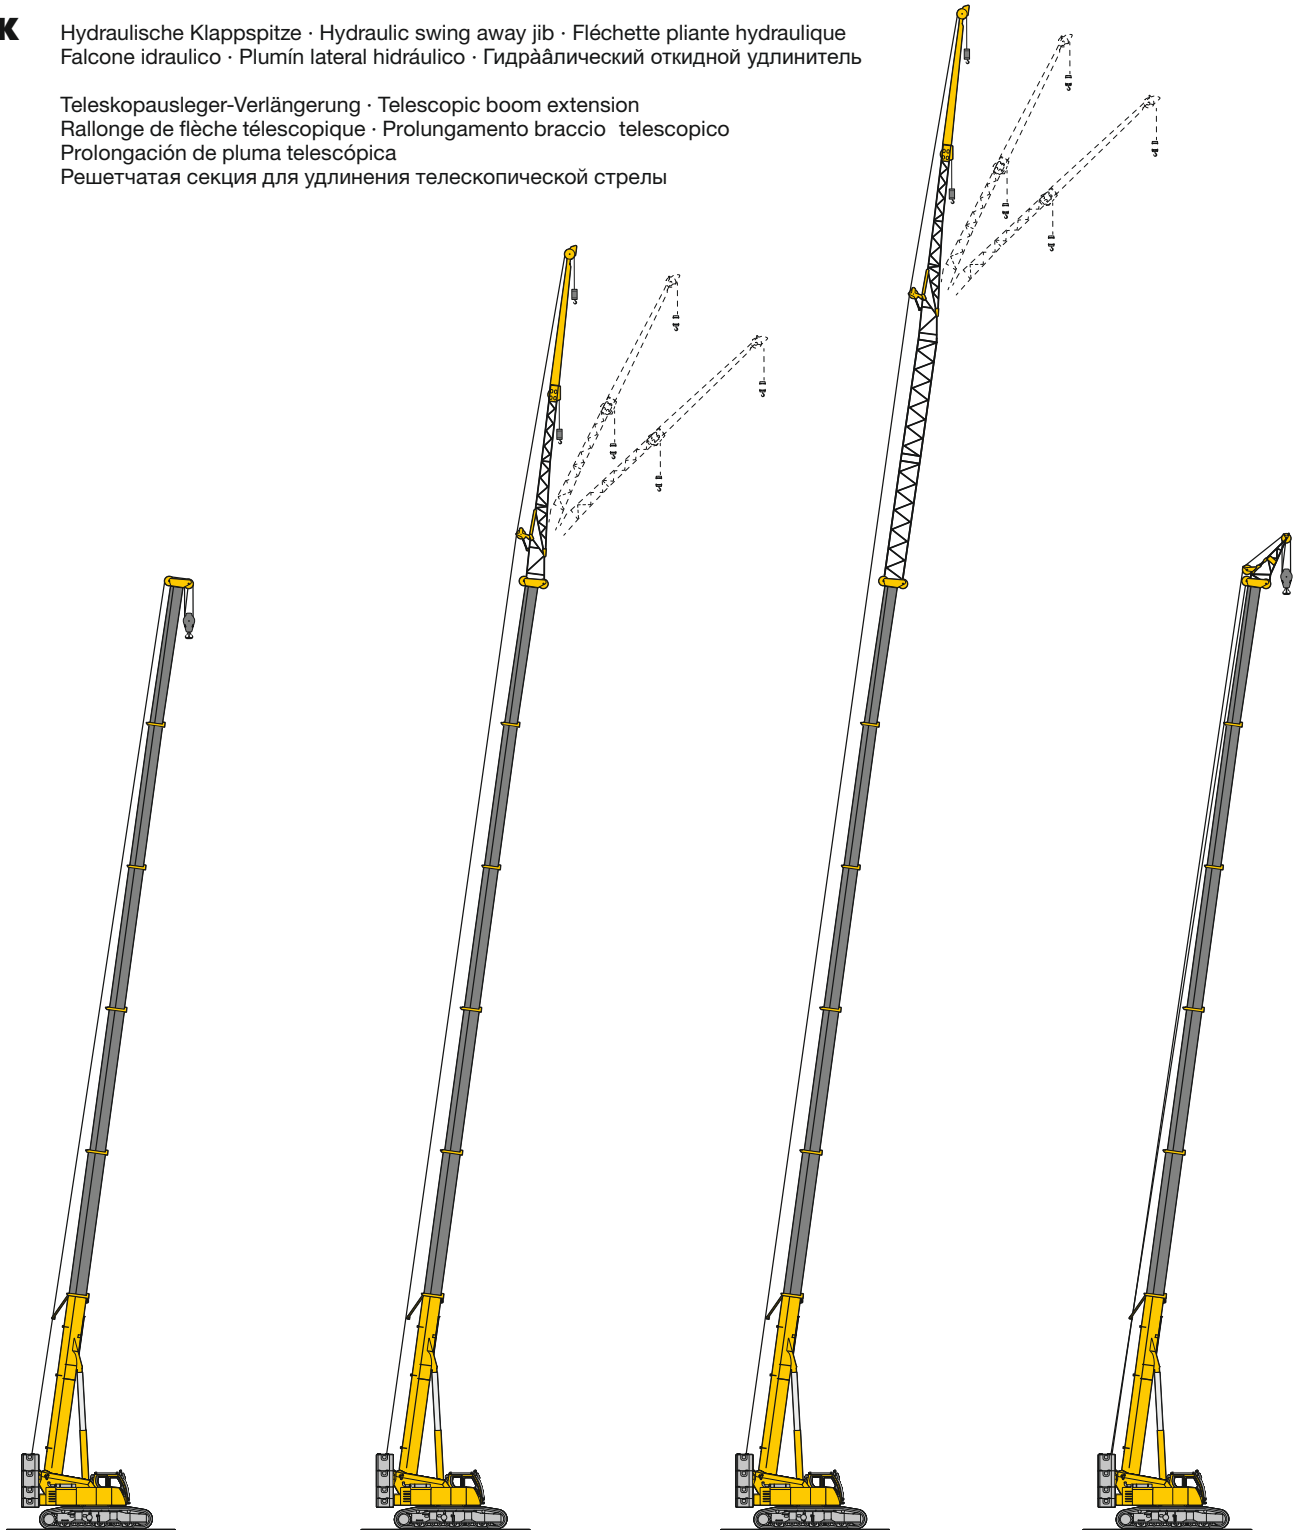 K
Hydraulische Klappspitze · Hydraulic swing away jib · Fléchette pliante hydraulique
Falcone idraulico · Plumín lateral hidráulico · Гидрàâлический откидной удлинитель
Teleskopausleger-Verlängerung · Telescopic boom extension
Rallonge de flèche télescopique · Prolungamento braccio telescopico
Prolongación de pluma telescópica
Решетчатая секция для удлинения телескопической стрелы